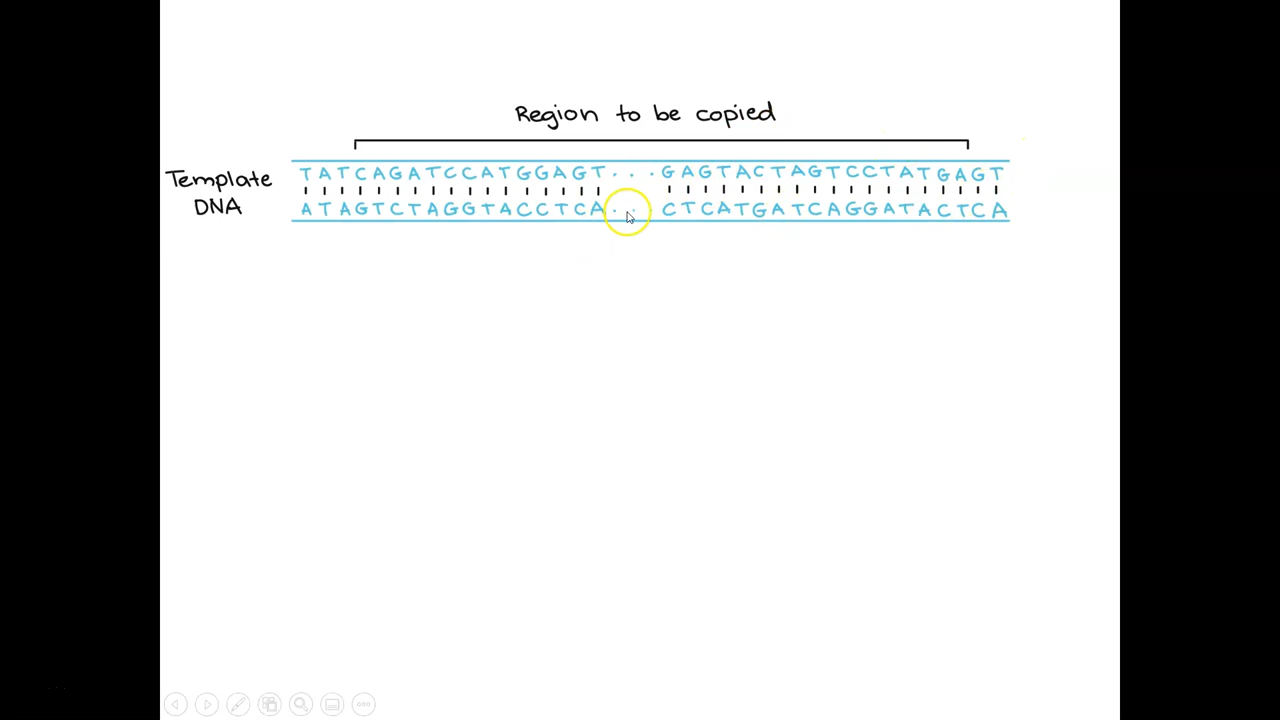 Region to be copied
Template
DNA
TATCAGATCCATGGAGT...GAGTACTAGTCCTATGAGT
ATAGTCTAGGTACCTCA... CTCATGATCAGGATACTCA